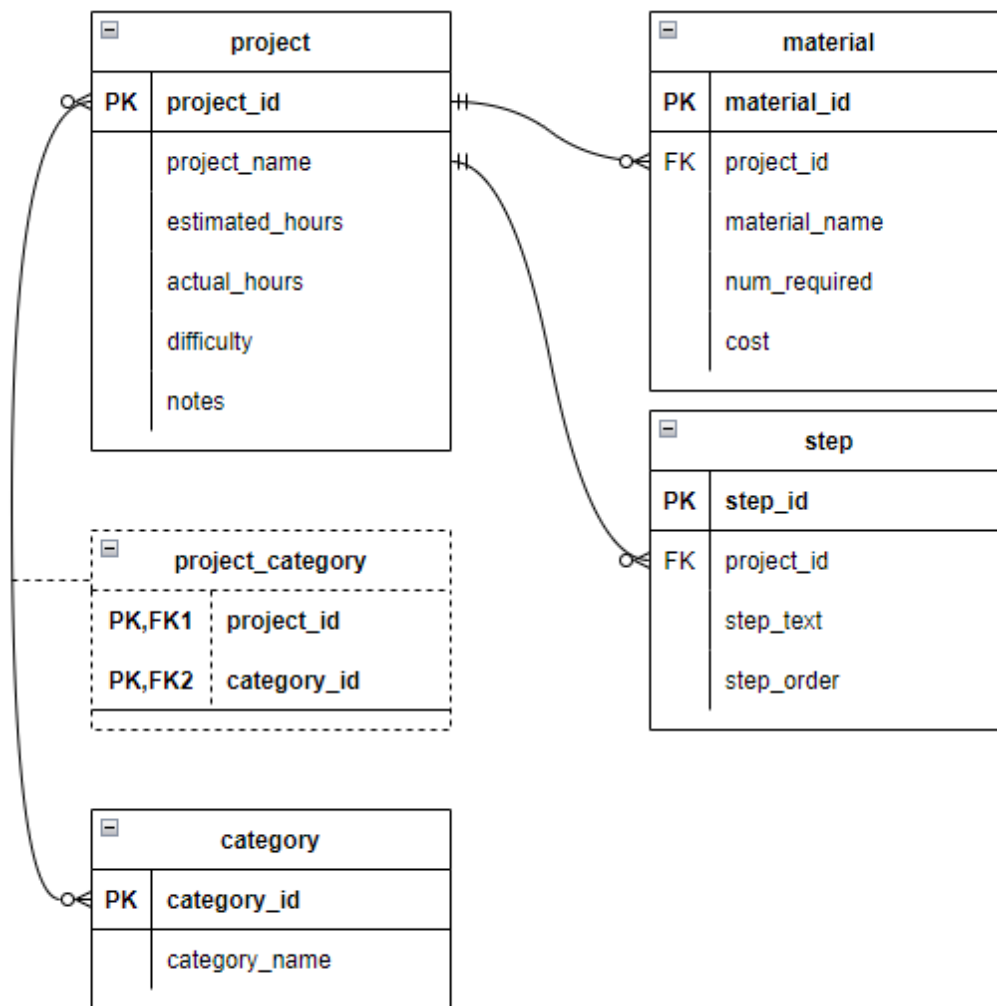 project
PK project_id
project_name
estimated_hours
actual_hours
difficulty
notes
material
PK material_id
FK project_id
material_name
num_required
cost
step
PK step_id
FK project_id
step_text
step_order
project_category
PK,FK1 project_id
PK,FK2 category_id
category
PK category_id
category_name